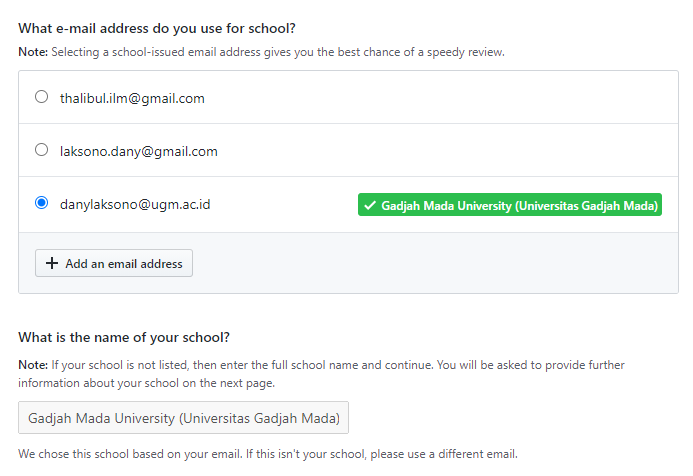 What e-mail address do you use for school?
Note: Selecting a school-issued email address gives you the best chance of a speedy review.
thalibul.ilm@gmail.com
laksono.dany@gmail.com
danylaksono@ugm.ac.id
Gadjah Mada University (Universitas Gadjah Mada)
Add an email address
What is the name of your school?
Note: If your school is not listed, then enter the full school name and continue. You will be asked to provide further
information about your school on the next page.
Gadjah Mada University (Universitas Gadjah Mada)
We chose this school based on your email. If this isn't your school, please use a different email.